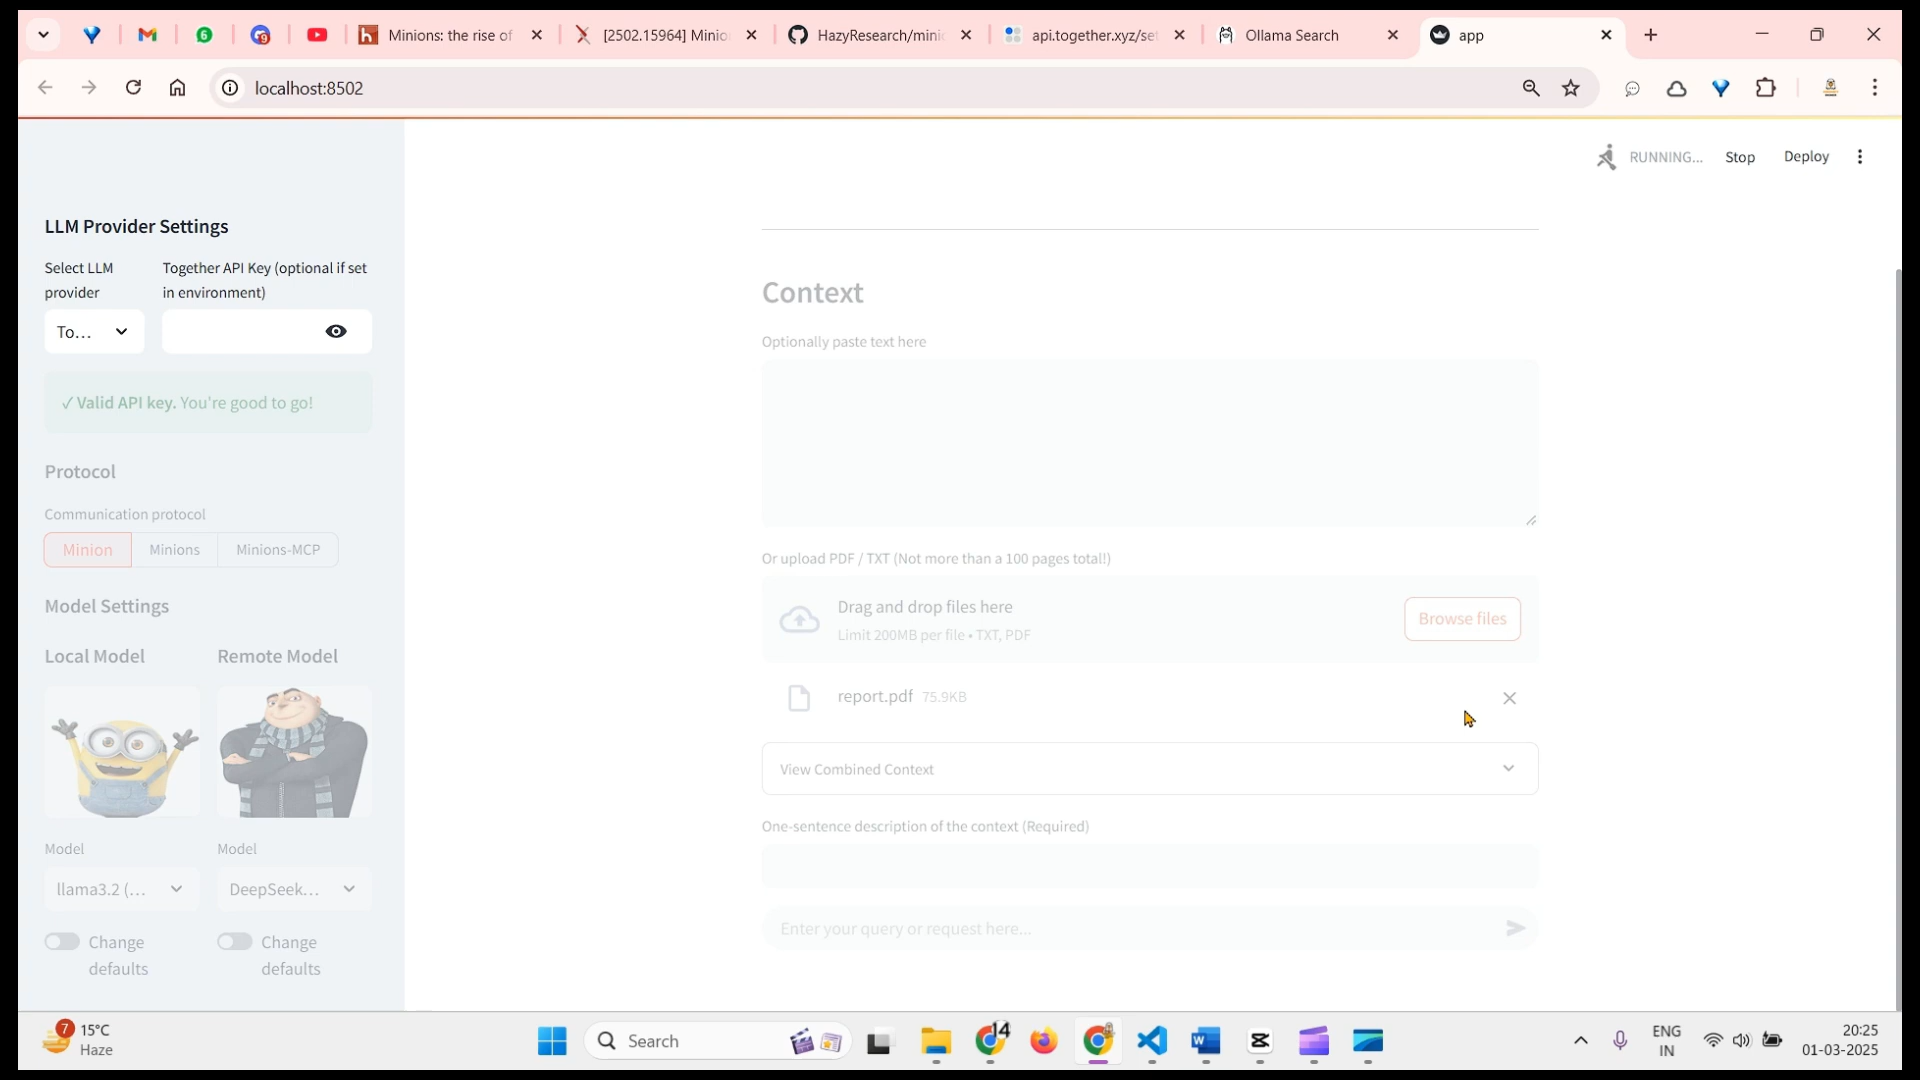 6
9
Minions: the rise of
[2502.15964] Minio
HazyResearch/mini
api.together.xyz/set
Ollama Search
app
localhost:8502
RUNNING...
Stop
Deploy
LLM Provider Settings
Select LLM provider
Together API Key (optional if set in environment)
To...
✓ Valid API key. You're good to go!
Protocol
Communication protocol
Minion
Minions
Minions-MCP
Model Settings
Local Model
Remote Model
Model
Model
llama3.2 (...
DeepSeek...
Change defaults
Change defaults
Context
Optionally paste text here
Or upload PDF / TXT (Not more than a 100 pages total!)
Drag and drop files here
Limit 200MB per file • TXT, PDF
Browse files
report.pdf 75.9KB
View Combined Context
One-sentence description of the context (Required)
Enter your query or request here...
7
15°C
Haze
Search
14
ENG
IN
20:25
01-03-2025